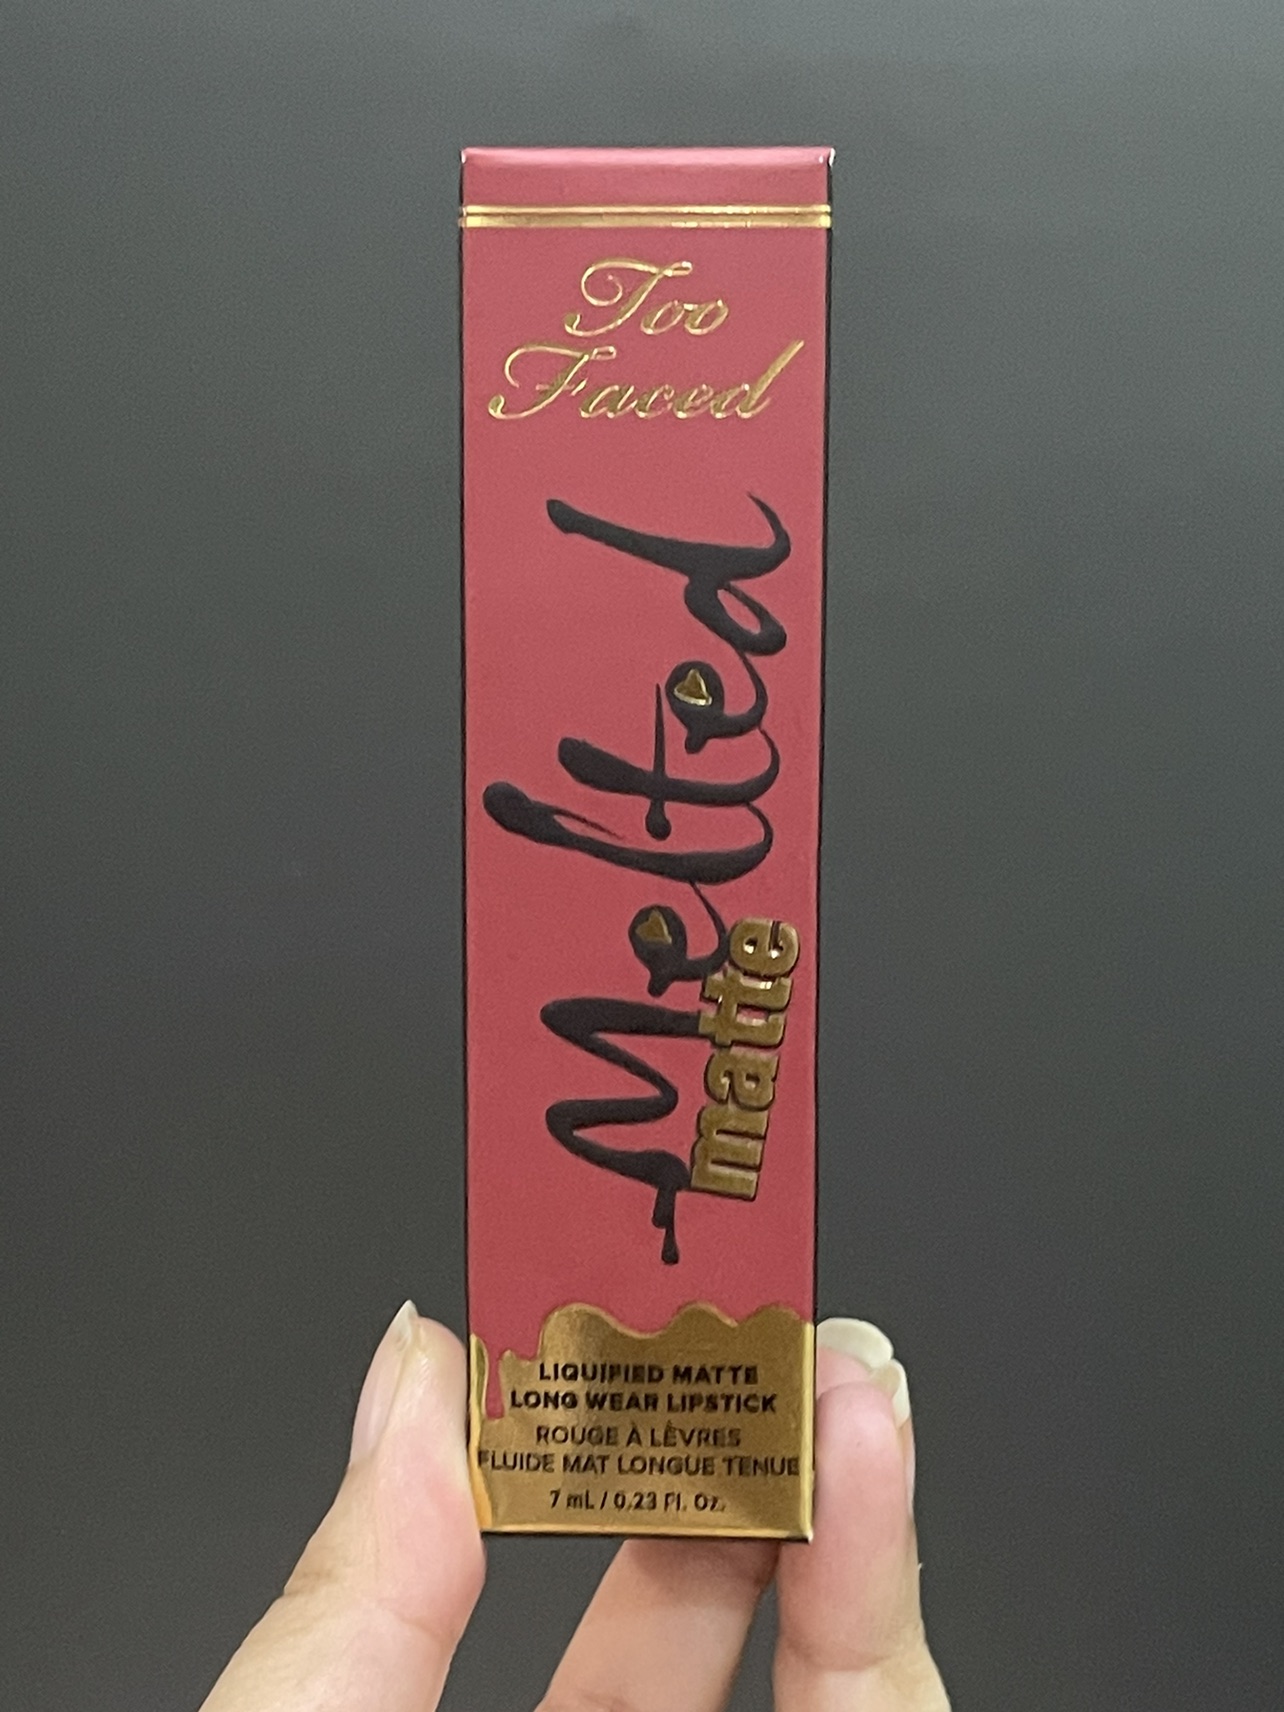 Too
Faced
Melted
matte
LIQUIFIED MATTE
LONG WEAR LIPSTICK
ROUGE À LÈVRES
FLUIDE MAT LONGUE TENUE
7 mL / 0.23 Fl. Oz.